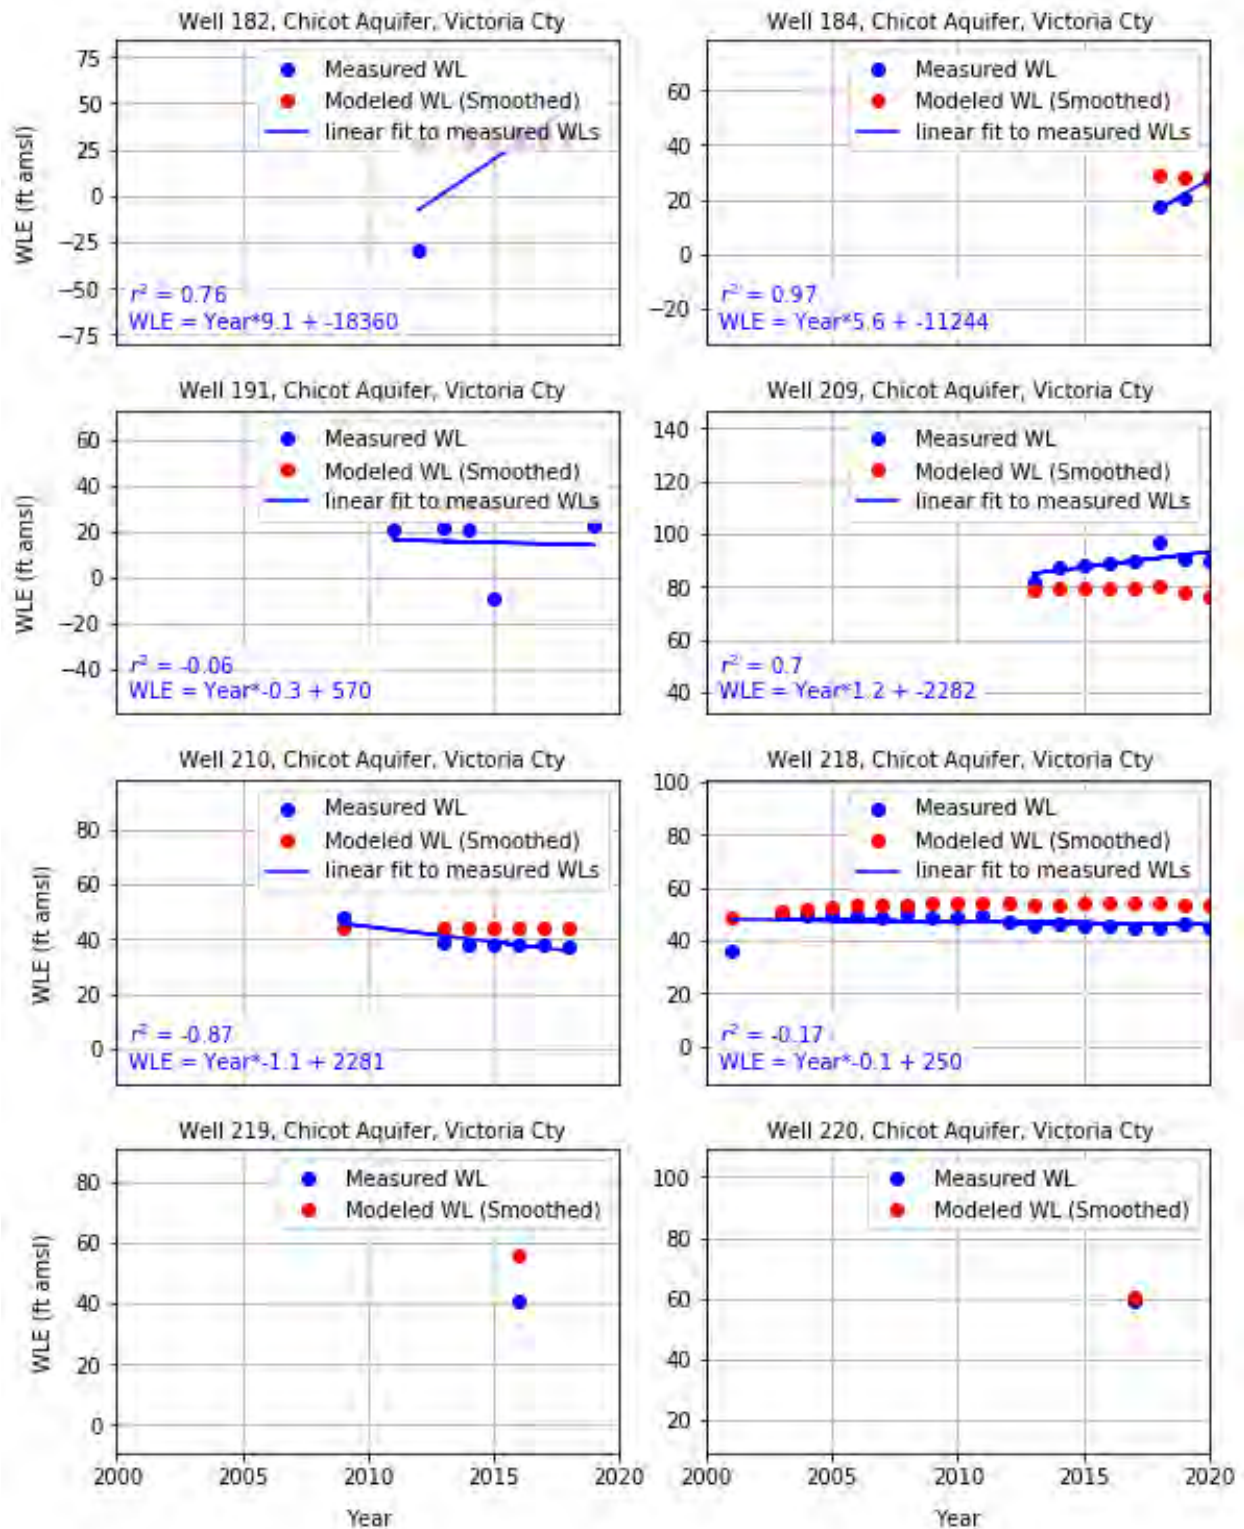 Well 182, Chicot Aquifer, Victoria Cty
75
50
25
0
−25
−50
−75
WLE (ft amsl)
Measured WL
Modeled WL (Smoothed)
linear fit to measured WLs
r² = 0.76
WLE = Year*9.1 + -18360
Well 184, Chicot Aquifer, Victoria Cty
60
40
20
0
−20
Measured WL
Modeled WL (Smoothed)
linear fit to measured WLs
r² = 0.97
WLE = Year*5.6 + -11244
Well 191, Chicot Aquifer, Victoria Cty
60
40
20
0
−20
−40
WLE (ft amsl)
Measured WL
Modeled WL (Smoothed)
linear fit to measured WLs
r² = -0.06
WLE = Year*-0.3 + 570
Well 209, Chicot Aquifer, Victoria Cty
140
120
100
80
60
40
Measured WL
Modeled WL (Smoothed)
linear fit to measured WLs
r² = 0.7
WLE = Year*1.2 + -2282
Well 210, Chicot Aquifer, Victoria Cty
80
60
40
20
0
WLE (ft amsl)
Measured WL
Modeled WL (Smoothed)
linear fit to measured WLs
r² = -0.87
WLE = Year*-1.1 + 2281
Well 218, Chicot Aquifer, Victoria Cty
100
80
60
40
20
0
Measured WL
Modeled WL (Smoothed)
linear fit to measured WLs
r² = -0.17
WLE = Year*-0.1 + 250
Well 219, Chicot Aquifer, Victoria Cty
80
60
40
20
0
WLE (ft amsl)
Measured WL
Modeled WL (Smoothed)
2000 2005 2010 2015 2020
Year
Well 220, Chicot Aquifer, Victoria Cty
100
80
60
40
20
Measured WL
Modeled WL (Smoothed)
2000 2005 2010 2015 2020
Year